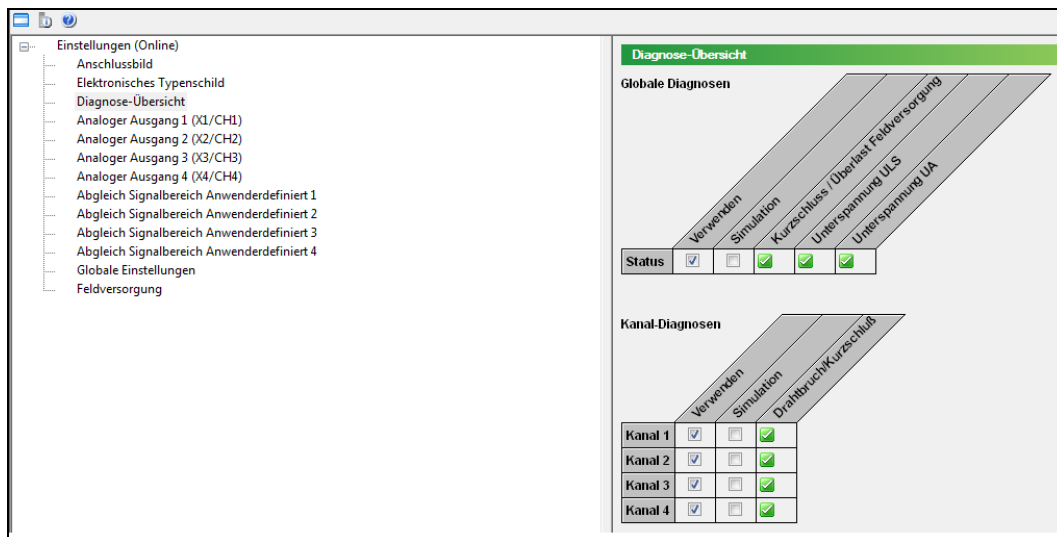 Einstellungen (Online)
Anschlussbild
Elektronisches Typenschild
Diagnose-Übersicht
Analoger Ausgang 1 (X1/CH1)
Analoger Ausgang 2 (X2/CH2)
Analoger Ausgang 3 (X3/CH3)
Analoger Ausgang 4 (X4/CH4)
Abgleich Signalbereich Anwenderdefiniert 1
Abgleich Signalbereich Anwenderdefiniert 2
Abgleich Signalbereich Anwenderdefiniert 3
Abgleich Signalbereich Anwenderdefiniert 4
Globale Einstellungen
Feldversorgung
Diagnose-Übersicht
Globale Diagnosen
Verwenden
Simulation
Kurzschluss / Überlast Feldversorgung
Unterspannung ULS
Unterspannung UA
Status
Kanal-Diagnosen
Verwenden
Simulation
Drahtbruch/Kurzschluß
Kanal 1
Kanal 2
Kanal 3
Kanal 4